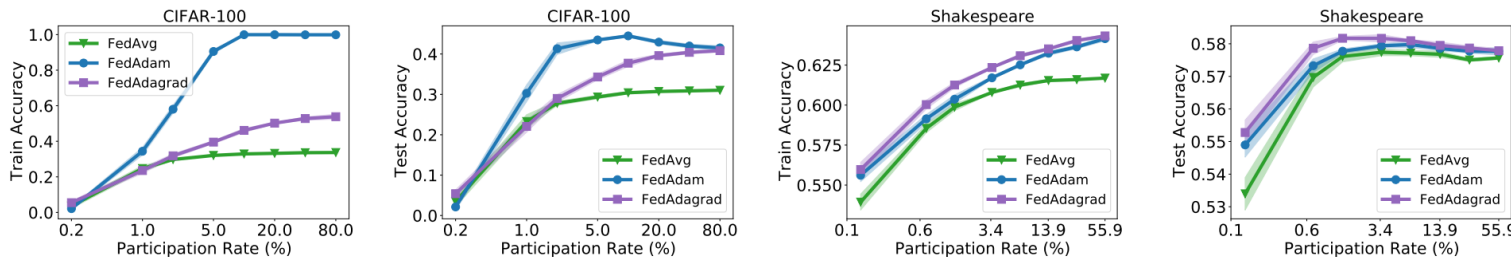 CIFAR-100
Train Accuracy
1.0
0.8
0.6
0.4
0.2
0.0
FedAvg
FedAdam
FedAdagrad
0.2 1.0 5.0 20.0 80.0
Participation Rate (%)
CIFAR-100
Test Accuracy
0.4
0.3
0.2
0.1
0.0
FedAvg
FedAdam
FedAdagrad
0.2 1.0 5.0 20.0 80.0
Participation Rate (%)
Shakespeare
Train Accuracy
0.625
0.600
0.575
0.550
FedAvg
FedAdam
FedAdagrad
0.1 0.6 3.4 13.9 55.9
Participation Rate (%)
Shakespeare
Test Accuracy
0.58
0.57
0.56
0.55
0.54
0.53
FedAvg
FedAdam
FedAdagrad
0.1 0.6 3.4 13.9 55.9
Participation Rate (%)